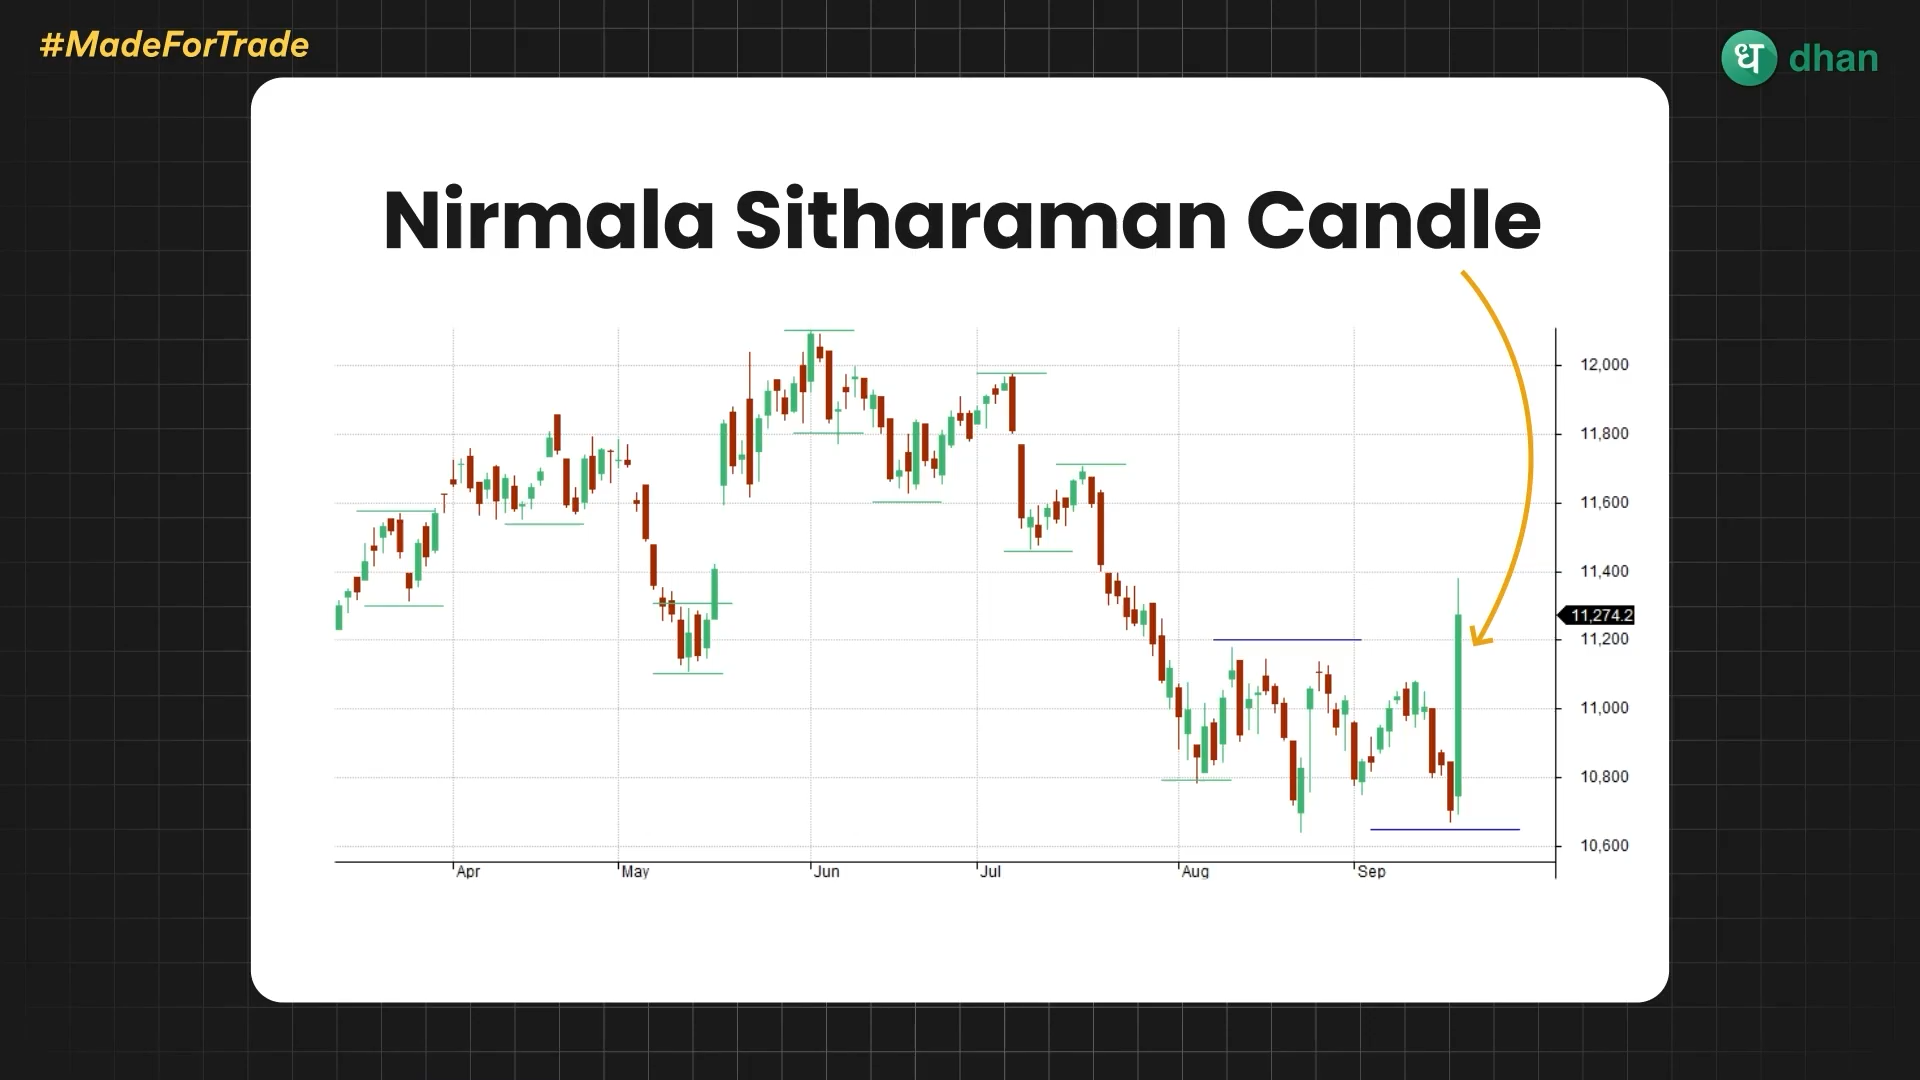 #MadeForTrade
ध dhan
Nirmala Sitharaman Candle
12,000
11,800
11,600
11,400
11,274.2
11,200
11,000
10,800
10,600
Apr May Jun Jul Aug Sep